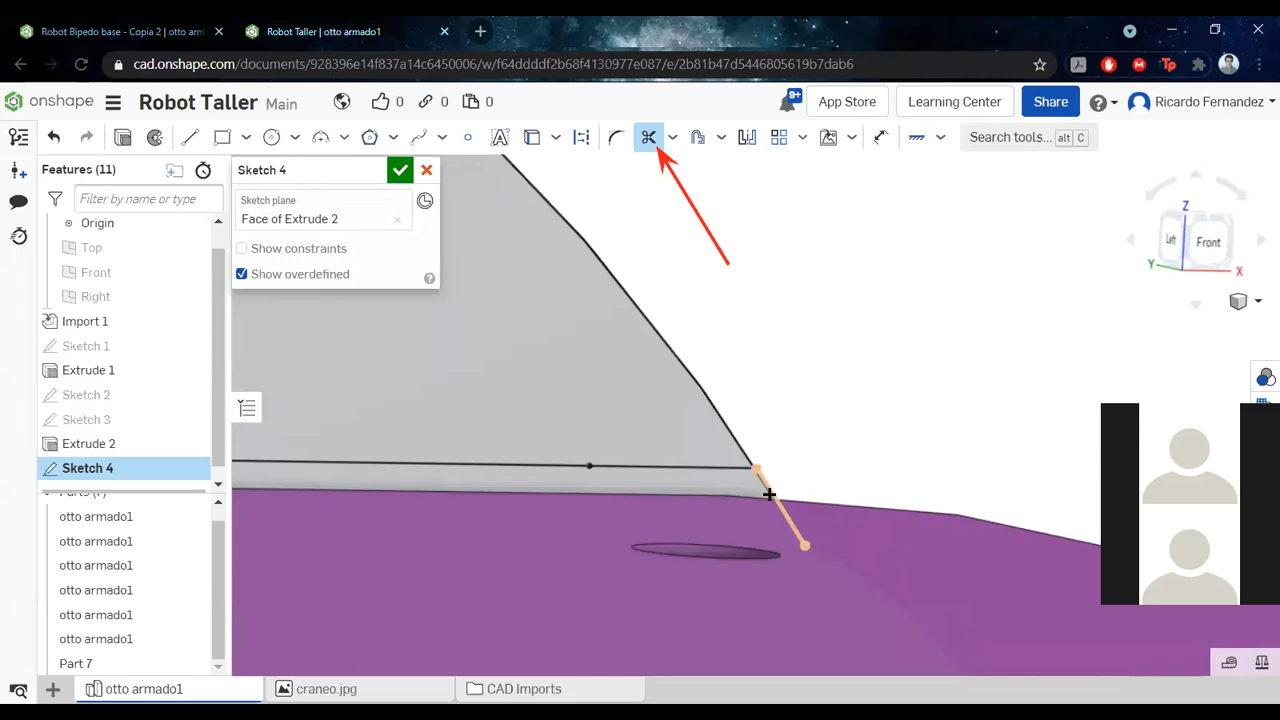 Robot Bipedo base - Copia 2 | otto arm
Robot Taller | otto armado1
cad.onshape.com/documents/928396e14f837a14c6450006/w/f64ddddf2b68f4130977e087/e/2b81b47d5446805619b7dab6
onshape
Robot Taller Main
0 0 0
9+
App Store
Learning Center
Share
Ricardo Fernandez
A
Search tools... alt C
Features (11)
Filter by name or type
Origin
Top
Front
Right
Import 1
Sketch 1
Extrude 1
Sketch 2
Sketch 3
Extrude 2
Sketch 4
Parts (7)
otto armado1
otto armado1
otto armado1
otto armado1
otto armado1
otto armado1
Part 7
Sketch 4
Sketch plane
Face of Extrude 2
Show constraints
Show overdefined
Z
Left
Front
Y
X
otto armado1
craneo.jpg
CAD Imports